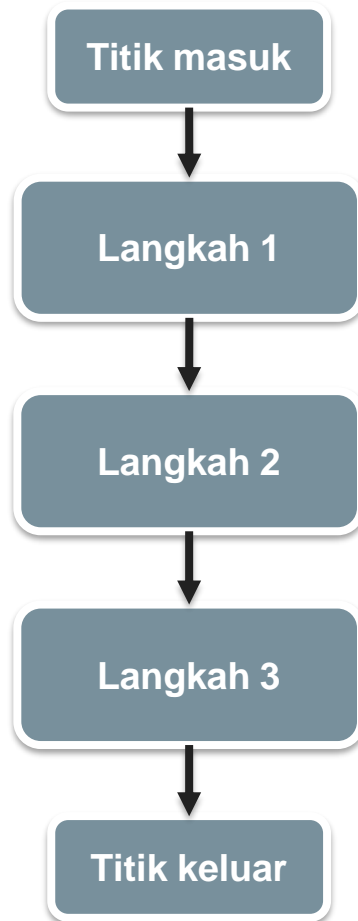 Titik masuk
Langkah 1
Langkah 2
Langkah 3
Titik keluar